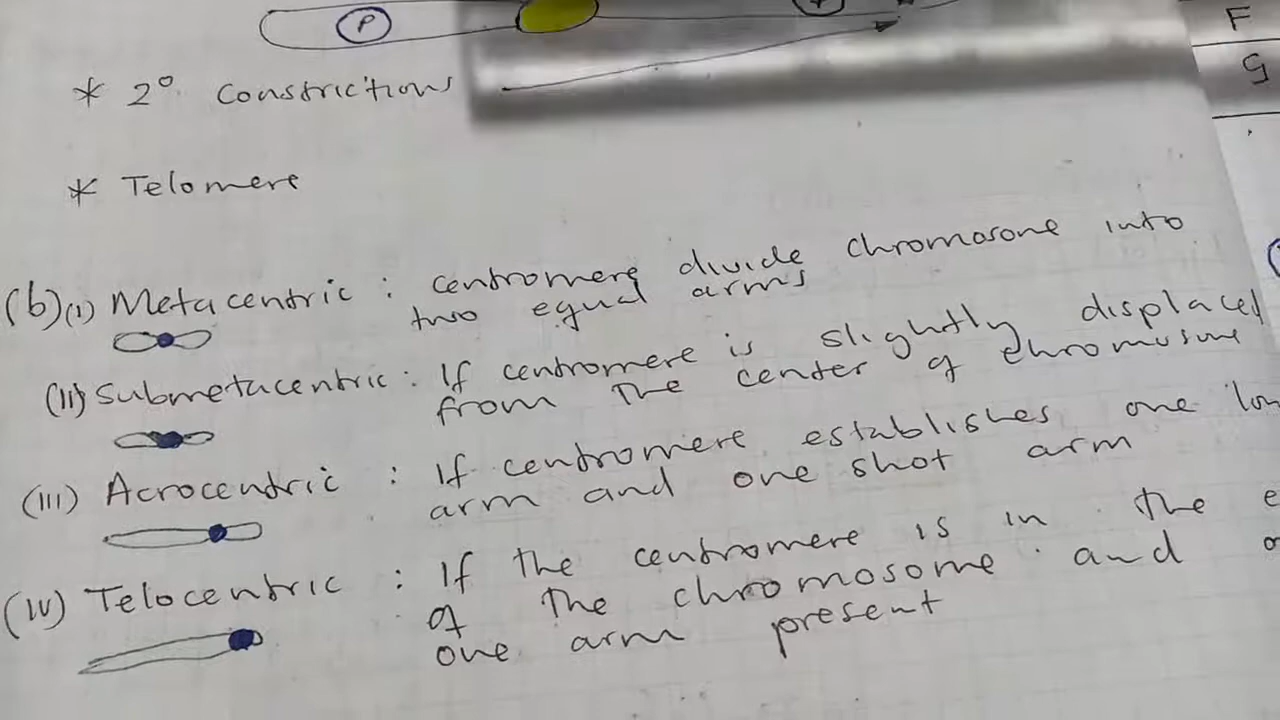 P
F
* 2° Constrictions
g
* Telomere
(b)(i) Metacentric : centromere divide chromosone into
two equal arms
(ii) Submetacentric : If centromere is slightly displaced
from the center of chromosome
(iii) Acrocentric : If centromere establishes one lon
arm and one shot arm
(iv) Telocentric : If the centromere is in the e
of the chromosome and o
one arm present